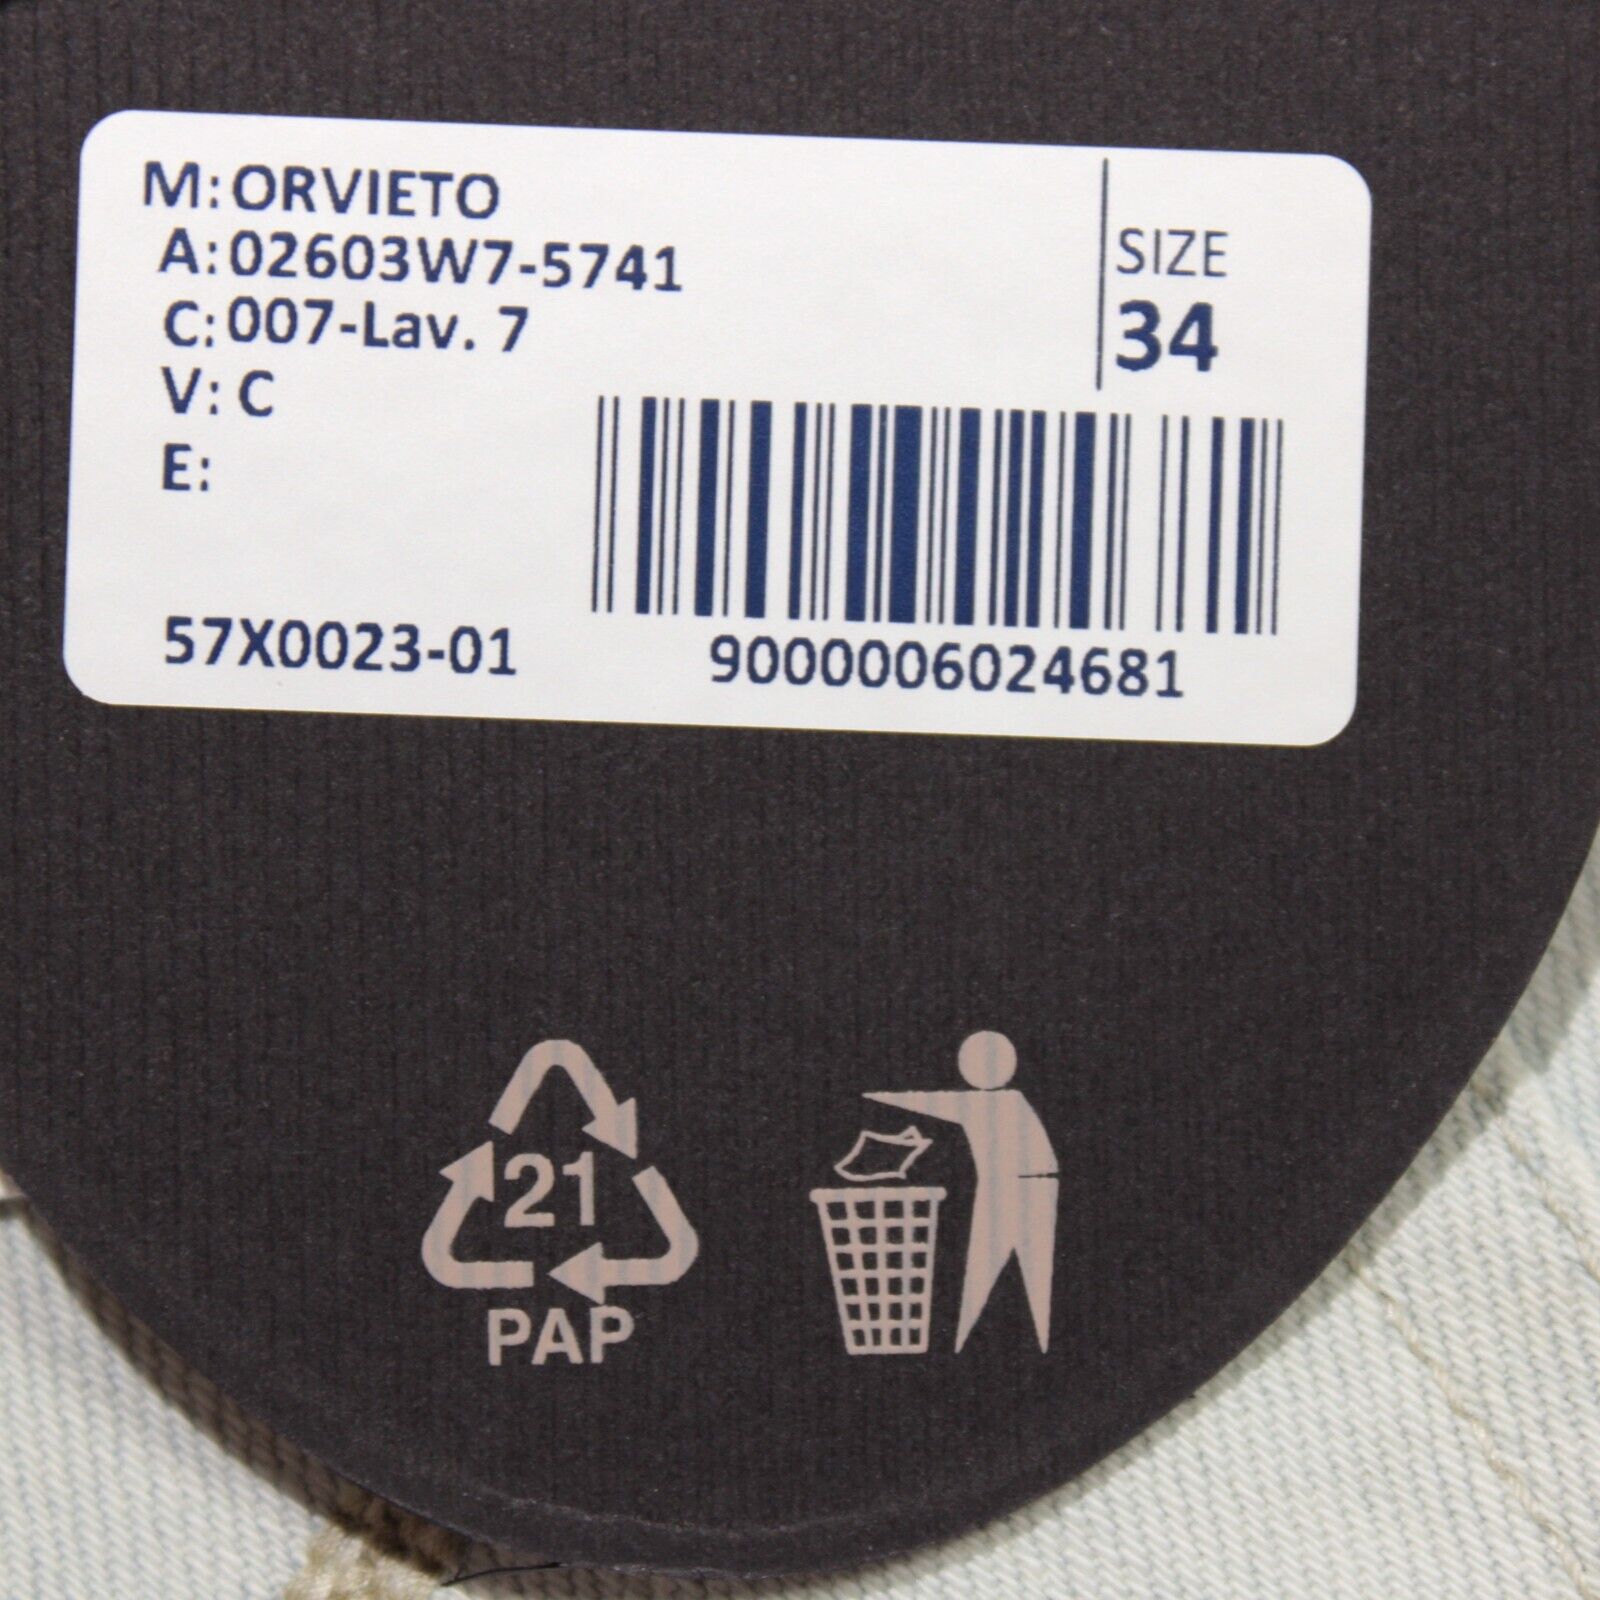 M: ORVIETO
A: 02603W7-5741
C: 007-Lav. 7
V: C
E:
SIZE
34
57X0023-01
9000006024681
21
PAP